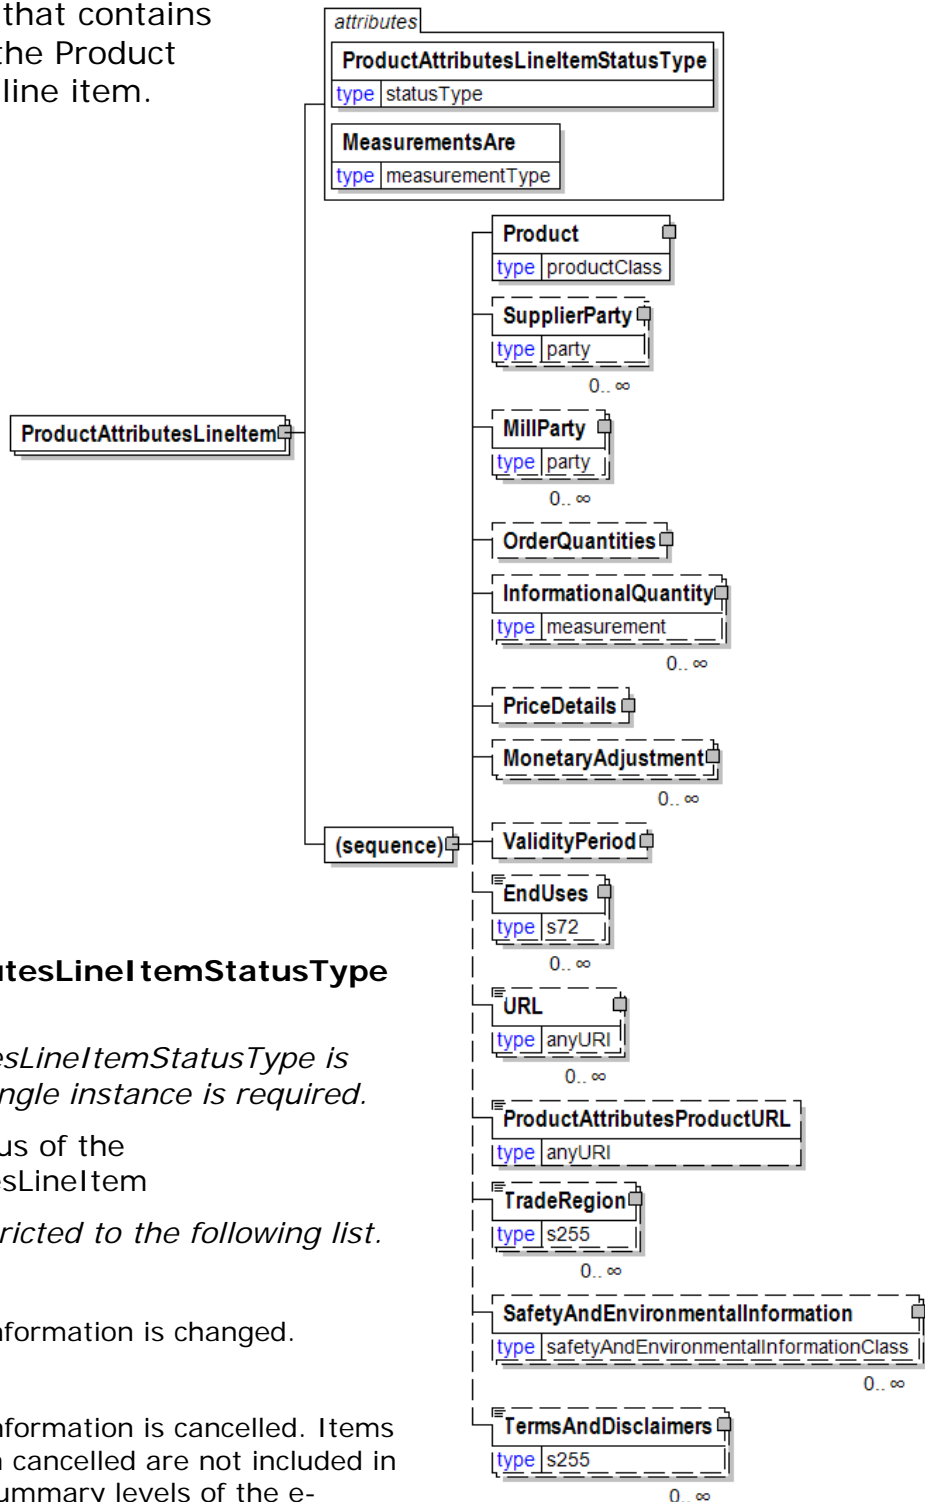 that contains
the Product
line item.
attributes
ProductAttributesLineItemStatusType
type statusType
MeasurementsAre
type measurementType
Product
type productClass
SupplierParty
type party
0.. ∞
ProductAttributesLineItem
MillParty
type party
0.. ∞
OrderQuantities
InformationalQuantity
type measurement
0.. ∞
PriceDetails
MonetaryAdjustment
0.. ∞
(sequence)
ValidityPeriod
EndUses
type s72
0.. ∞
URL
type anyURI
0.. ∞
ProductAttributesProductURL
type anyURI
TradeRegion
type s255
0.. ∞
SafetyAndEnvironmentalInformation
type safetyAndEnvironmentalInformationClass
0.. ∞
TermsAndDisclaimers
type s255
0.. ∞
utesLineItemStatusType
esLineItemStatusType is
ngle instance is required.
us of the
esLineItem
ricted to the following list.
nformation is changed.
nformation is cancelled. Items
n cancelled are not included in
ummary levels of the e-